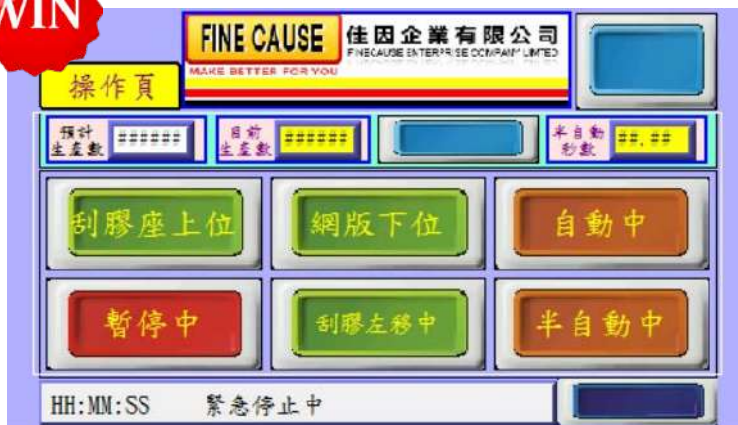 WIN
FINE CAUSE
佳因企業有限公司
FINECAUSE ENTERPRISE COMPANY LIMITED
MAKE BETTER FOR YOU
操作頁
預計
生產數
######
目前
生產數
######
半自動
秒數
##.##
刮膠座上位
網版下位
自動中
暫停中
刮膠左移中
半自動中
HH:MM:SS 緊急停止中